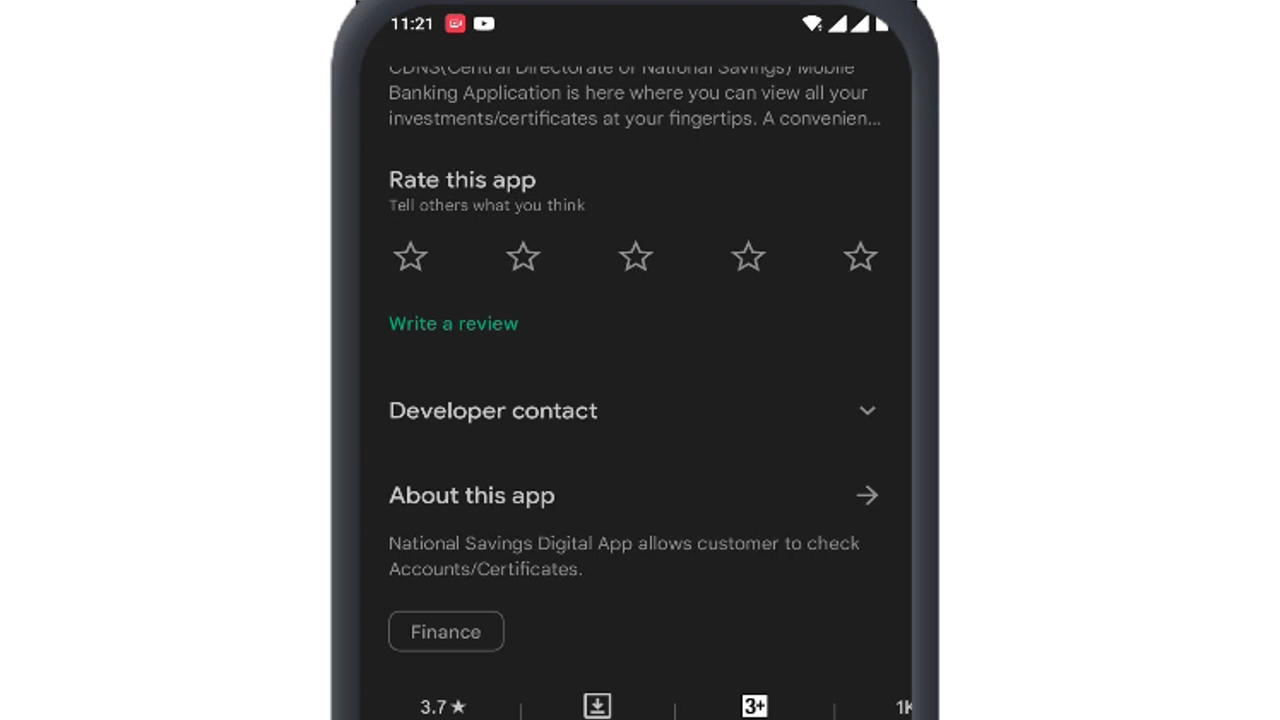 11:21
CDNS(Central Directorate of National Savings) Mobile
Banking Application is here where you can view all your
investments/certificates at your fingertips. A convenien...
Rate this app
Tell others what you think
Write a review
Developer contact
About this app
National Savings Digital App allows customer to check
Accounts/Certificates.
Finance
3.7★
3+
1K